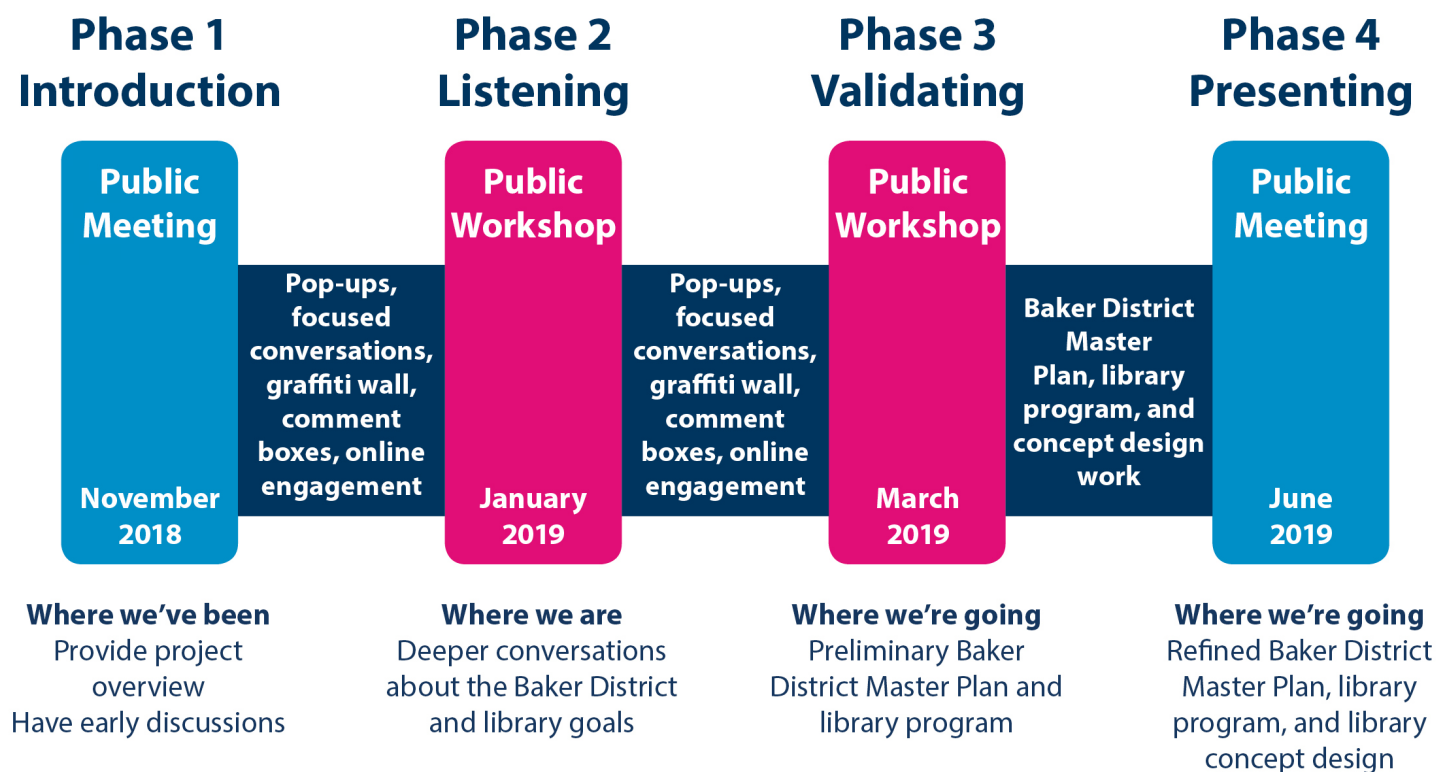 Phase 1
Introduction
Public
Meeting
November
2018
Where we've been
Provide project
overview
Have early discussions
Pop-ups,
focused
conversations,
graffiti wall,
comment
boxes, online
engagement
Phase 2
Listening
Public
Workshop
January
2019
Where we are
Deeper conversations
about the Baker District
and library goals
Pop-ups,
focused
conversations,
graffiti wall,
comment
boxes, online
engagement
Phase 3
Validating
Public
Workshop
March
2019
Where we're going
Preliminary Baker
District Master Plan and
library program
Baker District
Master
Plan, library
program, and
concept design
work
Phase 4
Presenting
Public
Meeting
June
2019
Where we're going
Refined Baker District
Master Plan, library
program, and library
concept design